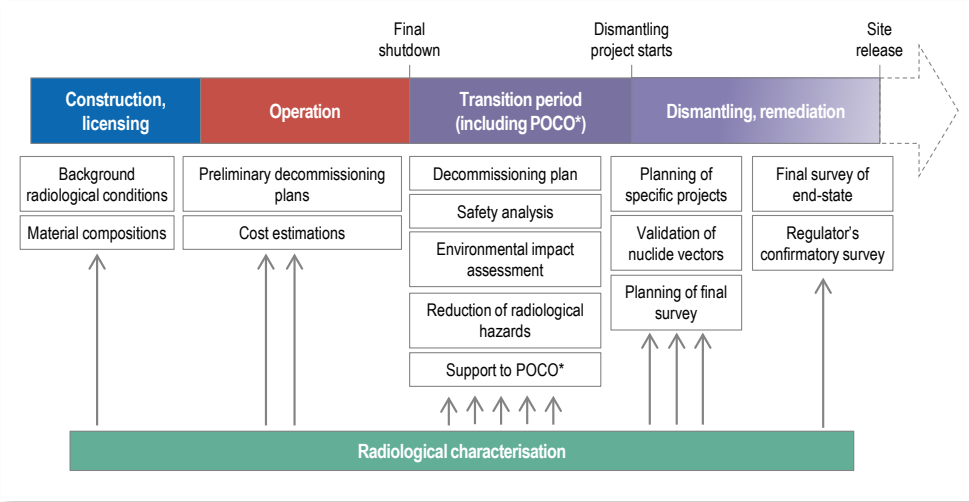 Final
shutdown
Dismantling
project starts
Site
release
Construction,
licensing
Operation
Transition period
(including POCO*)
Dismantling, remediation
Background
radiological conditions
Material compositions
Preliminary decommissioning
plans
Cost estimations
Decommissioning plan
Safety analysis
Environmental impact
assessment
Reduction of radiological
hazards
Support to POCO*
Planning of
specific projects
Validation of
nuclide vectors
Planning of final
survey
Final survey of
end-state
Regulator’s
confirmatory survey
Radiological characterisation